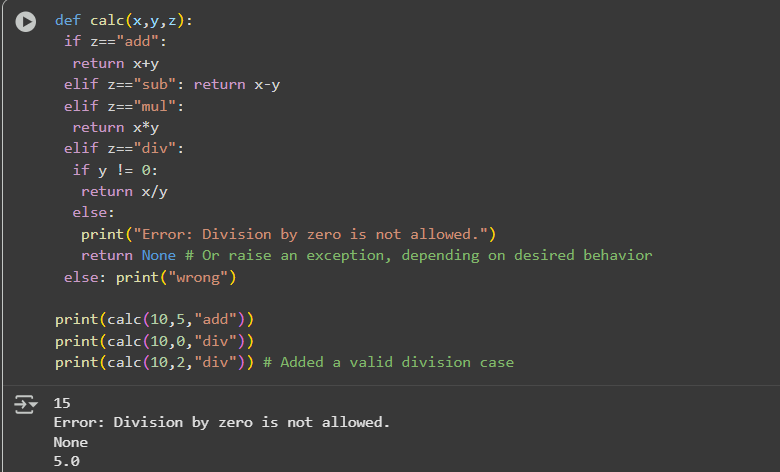 def calc(x,y,z):
 if z=="add":
  return x+y
 elif z=="sub": return x-y
 elif z=="mul":
  return x*y
 elif z=="div":
  if y != 0:
   return x/y
  else:
   print("Error: Division by zero is not allowed.")
   return None # Or raise an exception, depending on desired behavior
 else: print("wrong")

print(calc(10,5,"add"))
print(calc(10,0,"div"))
print(calc(10,2,"div")) # Added a valid division case
15
Error: Division by zero is not allowed.
None
5.0